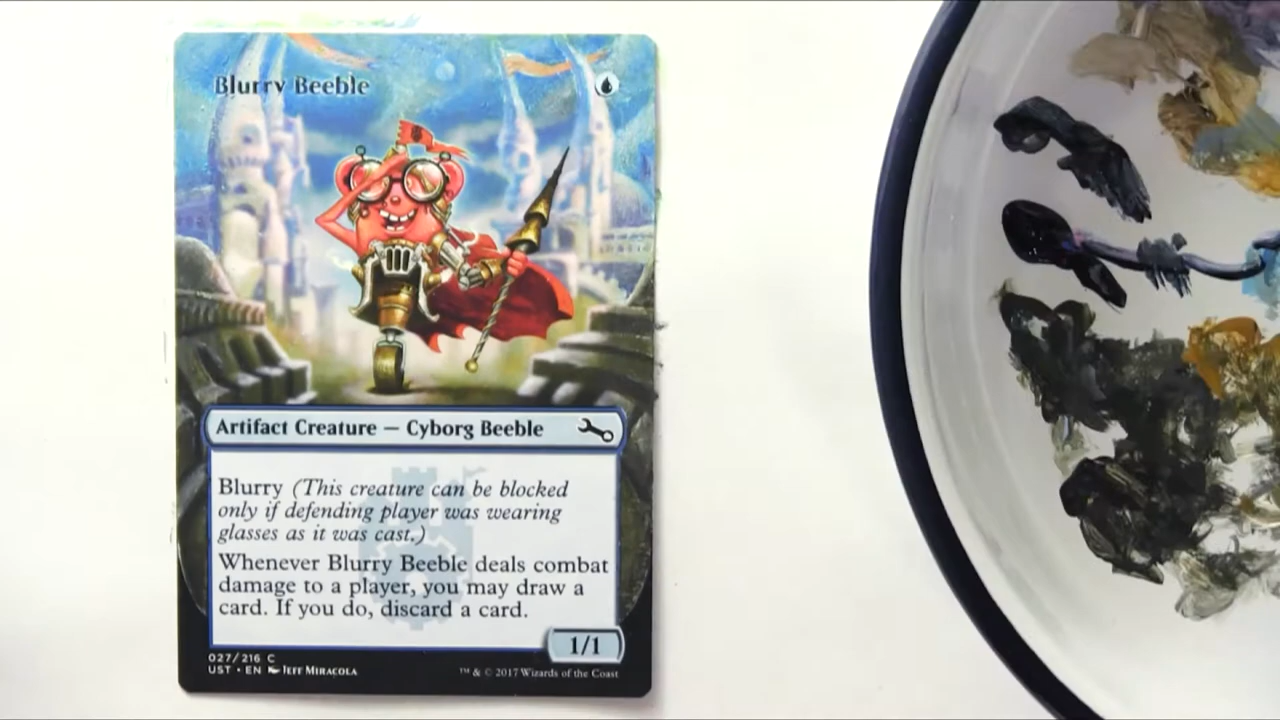 Blurry Beeble
Artifact Creature — Cyborg Beeble
Blurry (This creature can be blocked
only if defending player was wearing
glasses as it was cast.)
Whenever Blurry Beeble deals combat
damage to a player, you may draw a
card. If you do, discard a card.
1/1
027/216 C
UST • EN Jeff Miracola
™ & © 2017 Wizards of the Coast